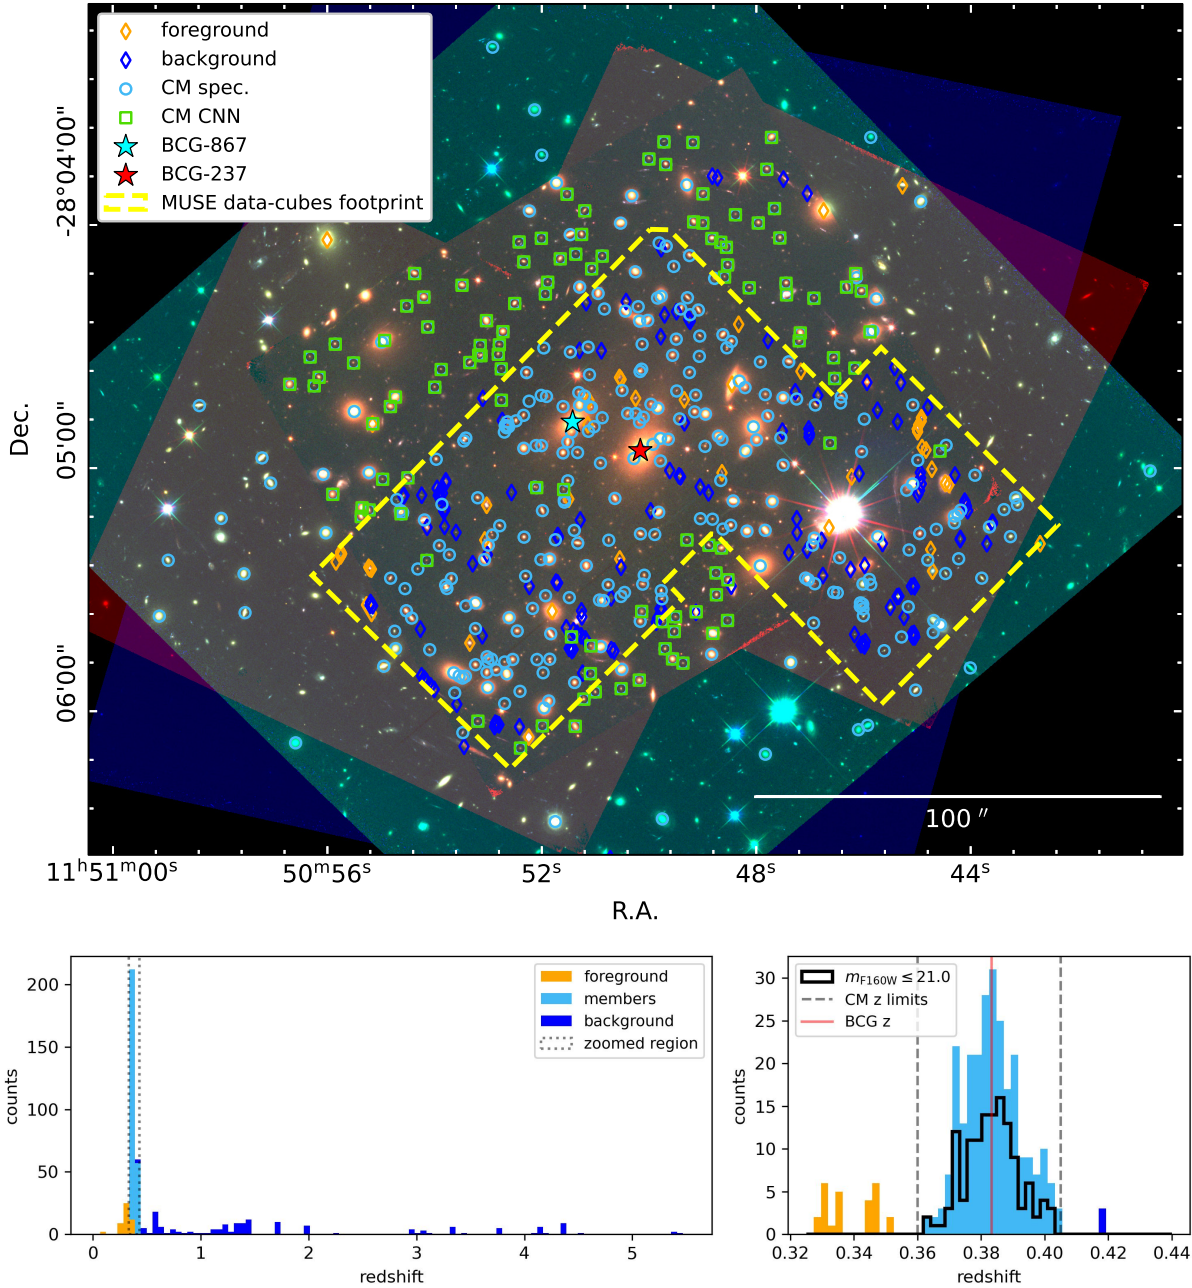 foreground
background
CM spec.
CM CNN
BCG-867
BCG-237
MUSE data-cubes footprint
-28°04'00"
05'00"
06'00"
Dec.
100 "
11ʰ51ᵐ00ˢ 50ᵐ56ˢ 52ˢ 48ˢ 44ˢ
R.A.
foreground
members
background
zoomed region
200
150
100
50
0
counts
0 1 2 3 4 5
redshift
m_F160W ≤ 21.0
CM z limits
BCG z
30
25
20
15
10
5
0
counts
0.32 0.34 0.36 0.38 0.40 0.42 0.44
redshift